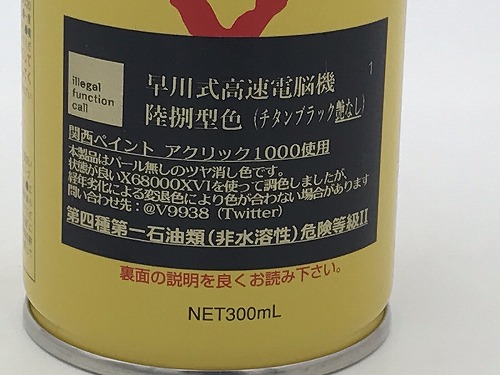 illegal
function
call
早川式高速電脳機
1
陸捌型色(チタンブラック艶なし)
関西ペイント アクリック1000使用
本製品はパール無しのツヤ消し色です。
状態が良いX68000XVIを使って調色しましたが、
経年劣化による変退色により色が合わない場合があります
問い合わせ先:@V9938(Twitter)
第四種第一石油類(非水溶性)危険等級II
裏面の説明を良くお読み下さい。
NET300mL